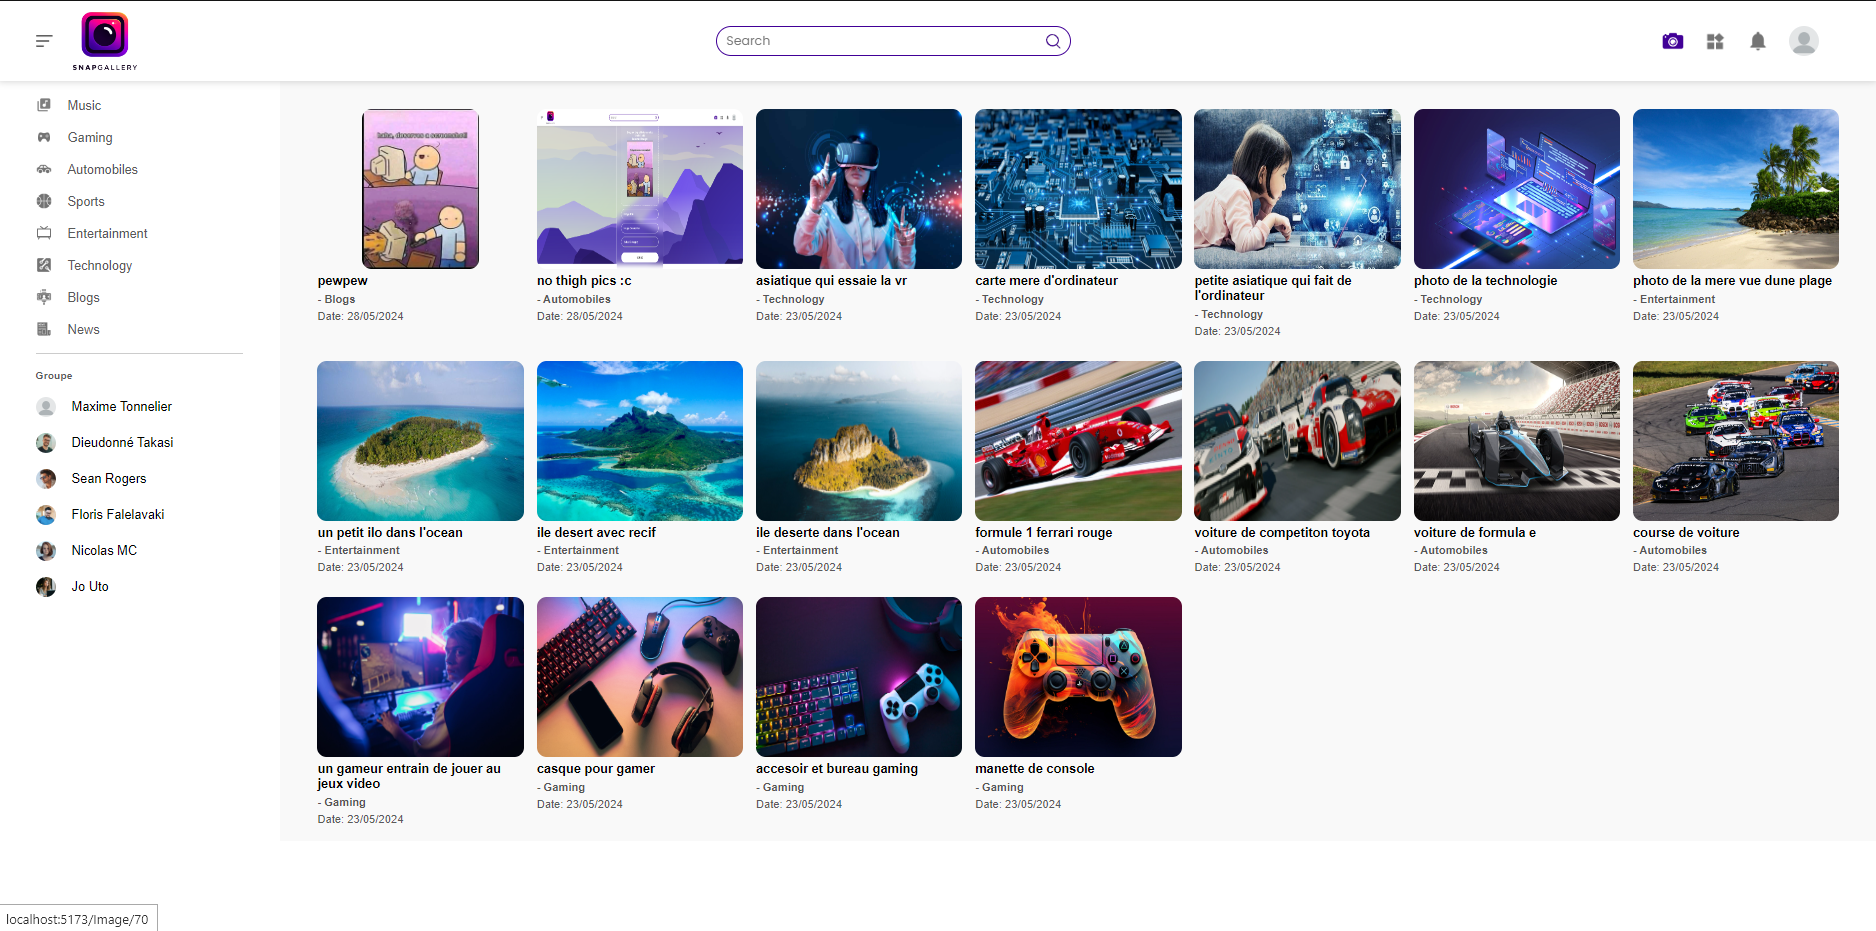 SNAPGALLERY
Search
Music
Gaming
Automobiles
Sports
Entertainment
Technology
Blogs
News
Groupe
Maxime Tonnelier
Dieudonné Takasi
Sean Rogers
Floris Falelavaki
Nicolas MC
Jo Uto
pewpew
- Blogs
Date: 28/05/2024
no thigh pics :c
- Automobiles
Date: 28/05/2024
asiatique qui essaie la vr
- Technology
Date: 23/05/2024
carte mere d'ordinateur
- Technology
Date: 23/05/2024
petite asiatique qui fait de
l'ordinateur
- Technology
Date: 23/05/2024
photo de la technologie
- Technology
Date: 23/05/2024
photo de la mere vue dune plage
- Entertainment
Date: 23/05/2024
un petit ilo dans l'ocean
- Entertainment
Date: 23/05/2024
ile desert avec recif
- Entertainment
Date: 23/05/2024
ile deserte dans l'ocean
- Entertainment
Date: 23/05/2024
formule 1 ferrari rouge
- Automobiles
Date: 23/05/2024
voiture de competiton toyota
- Automobiles
Date: 23/05/2024
voiture de formula e
- Automobiles
Date: 23/05/2024
course de voiture
- Automobiles
Date: 23/05/2024
un gameur entrain de jouer au
jeux video
- Gaming
Date: 23/05/2024
casque pour gamer
- Gaming
Date: 23/05/2024
accesoir et bureau gaming
- Gaming
Date: 23/05/2024
manette de console
- Gaming
Date: 23/05/2024
localhost:5173/Image/70